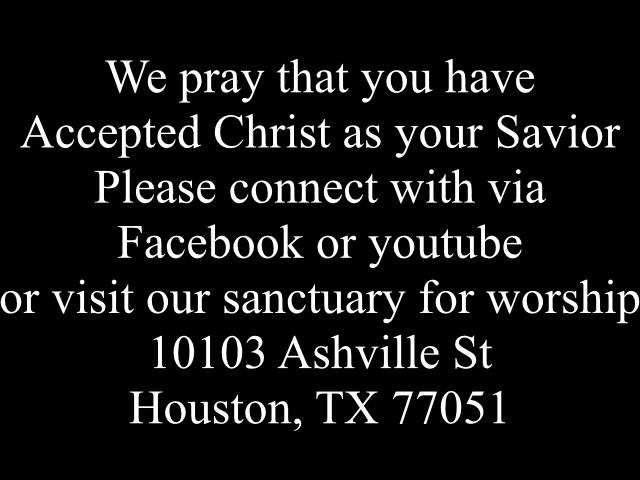 We pray that you have
Accepted Christ as your Savior
Please connect with via
Facebook or youtube
or visit our sanctuary for worship
10103 Ashville St
Houston, TX 77051